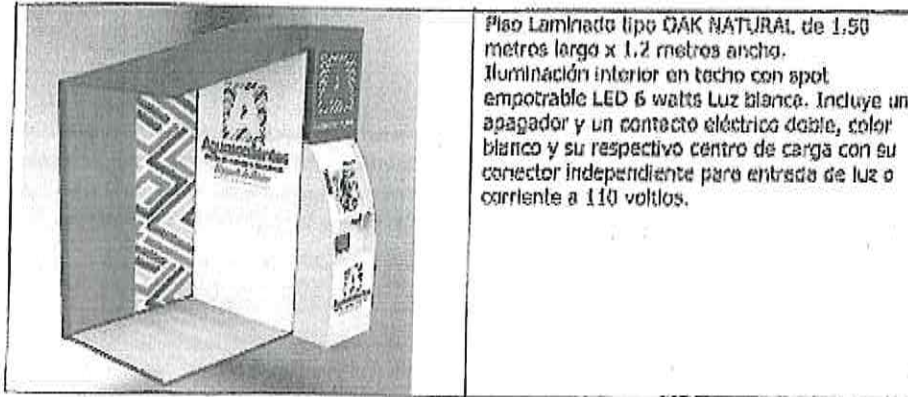 Aguascalientes
Piso Laminado tipo OAK NATURAL de 1.50
metros largo x 1.2 metros ancho.
Iluminación interior en techo con spot
empotrable LED 6 watts Luz blanca. Incluye un
apagador y un contacto eléctrico doble, color
blanco y su respectivo centro de carga con su
conector independiente para entrada de luz o
corriente a 110 voltios.